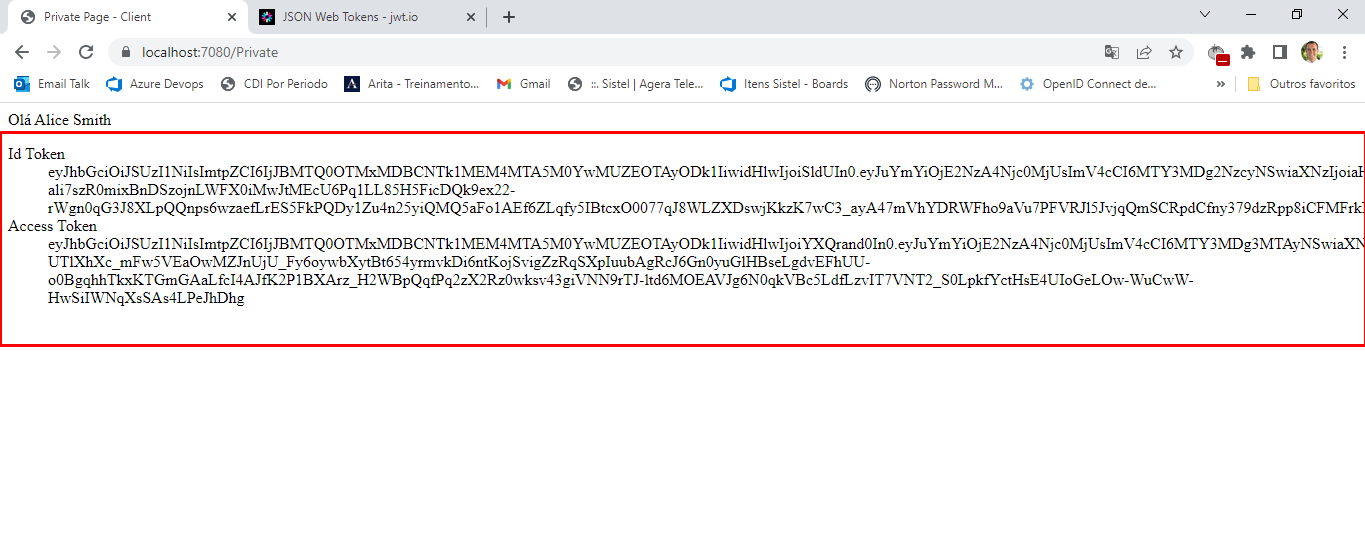 Private Page - Client
JSON Web Tokens - jwt.io
localhost:7080/Private
Email Talk
Azure Devops
CDI Por Periodo
Arita - Treinamento...
Gmail
::. Sistel | Agera Tele...
Itens Sistel - Boards
Norton Password M...
OpenID Connect de...
»
Outros favoritos
Olá Alice Smith
Id Token
eyJhbGciOiJSUzI1NiIsImtpZCI6IjJBMTQ0OTMxMDBCNTk1MEM4MTA5M0YwMUZEOTAyODk1IiwidHlwIjoiSldUIn0.eyJuYmYiOjE2NzA4Njc0MjUsImV4cCI6MTY3MDg2NzcyNSwiaXNzIjoiaH
ali7szR0mixBnDSzojnLWFX0iMwJtMEcU6Pq1LL85H5FicDQk9ex22-
rWgn0qG3J8XLpQQnps6wzaefLrES5FkPQDy1Zu4n25yiQMQ5aFo1AEf6ZLqfy5IBtcxO0077qJ8WLZXDswjKkzK7wC3_ayA47mVhYDRWFho9aVu7PFVRJl5JvjqQmSCRpdCfny379dzRpp8iCFMFrkl
Access Token
eyJhbGciOiJSUzI1NiIsImtpZCI6IjJBMTQ0OTMxMDBCNTk1MEM4MTA5M0YwMUZEOTAyODk1IiwidHlwIjoiYXQrand0In0.eyJuYmYiOjE2NzA4Njc0MjUsImV4cCI6MTY3MDg3MTAyNSwiaXN
UTlXhXc_mFw5VEaOwMZJnUjU_Fy6oywbXytBt654yrmvkDi6ntKojSvigZzRqSXpIuubAgRcJ6Gn0yuGlHBseLgdvEFhUU-
o0BgqhhTkxKTGmGAaLfcI4AJfK2P1BXArz_H2WBpQqfPq2zX2Rz0wksv43giVNN9rTJ-ltd6MOEAVJg6N0qkVBc5LdfLzvIT7VNT2_S0LpkfYctHsE4UIoGeLOw-WuCwW-
HwSiIWNqXsSAs4LPeJhDhg